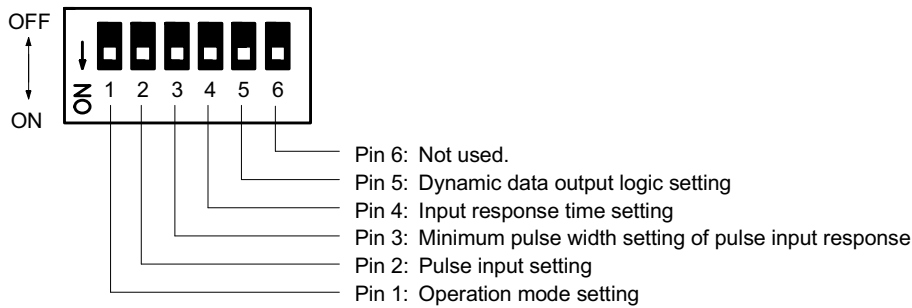 OFF
ON
ON
1 2 3 4 5 6
Pin 6: Not used.
Pin 5: Dynamic data output logic setting
Pin 4: Input response time setting
Pin 3: Minimum pulse width setting of pulse input response
Pin 2: Pulse input setting
Pin 1: Operation mode setting